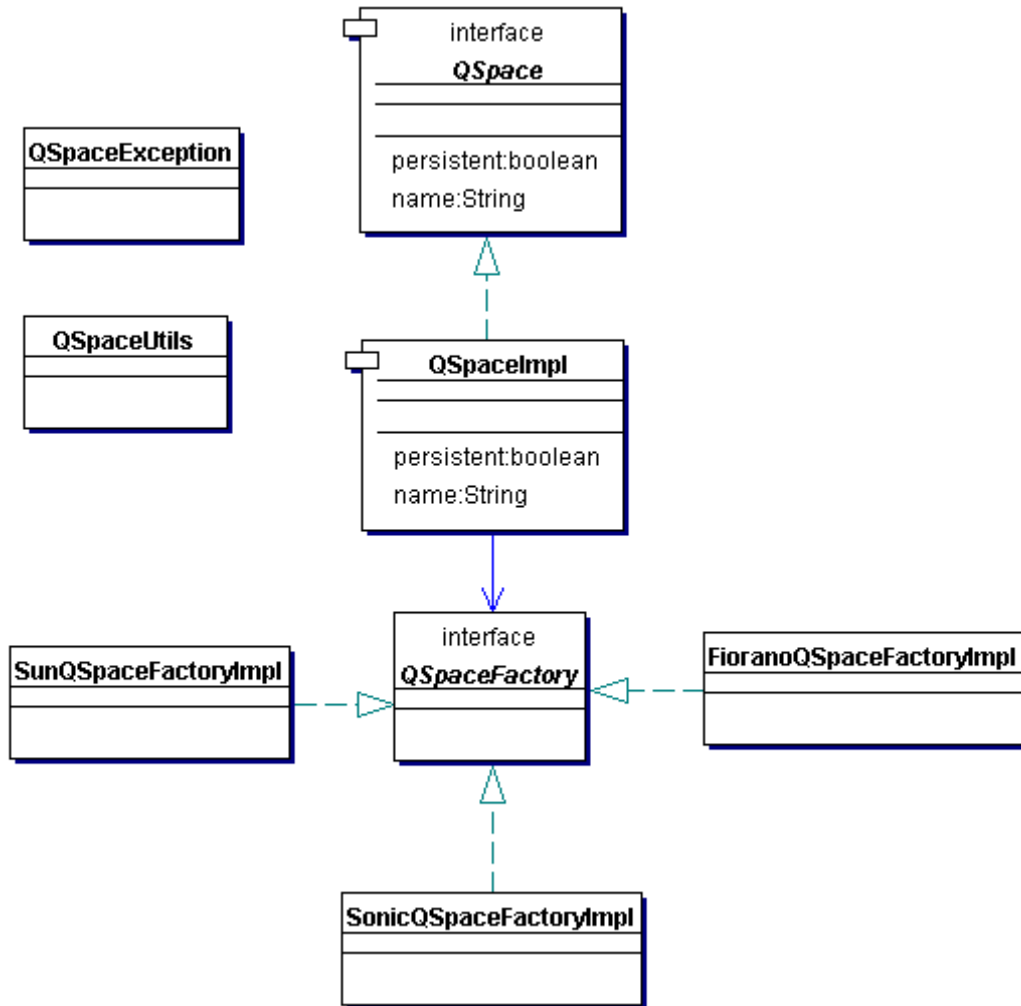 interface
QSpace
persistent:boolean
name:String
QSpaceException
QSpaceUtils
QSpaceImpl
persistent:boolean
name:String
interface
QSpaceFactory
SunQSpaceFactoryImpl
FioranoQSpaceFactoryImpl
SonicQSpaceFactoryImpl